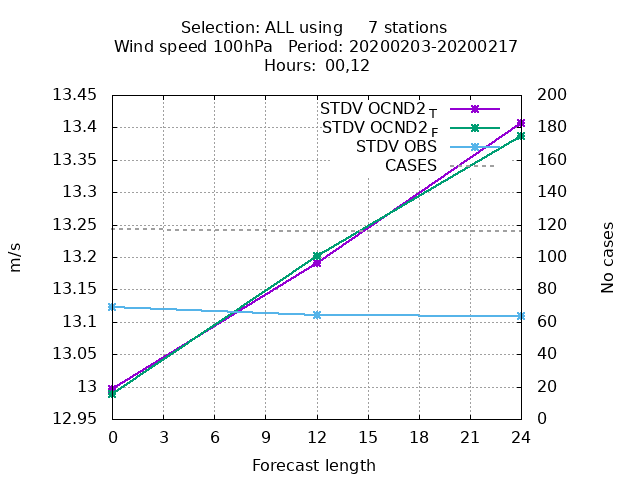 Selection: ALL using     7 stations
Wind speed 100hPa   Period: 20200203-20200217
Hours: 00,12
13.45
13.4
13.35
13.3
13.25
13.2
13.15
13.1
13.05
13
12.95
m/s
STDV OCND2 T
STDV OCND2 F
STDV OBS
CASES
200
180
160
140
120
100
80
60
40
20
0
No cases
0 3 6 9 12 15 18 21 24
Forecast length